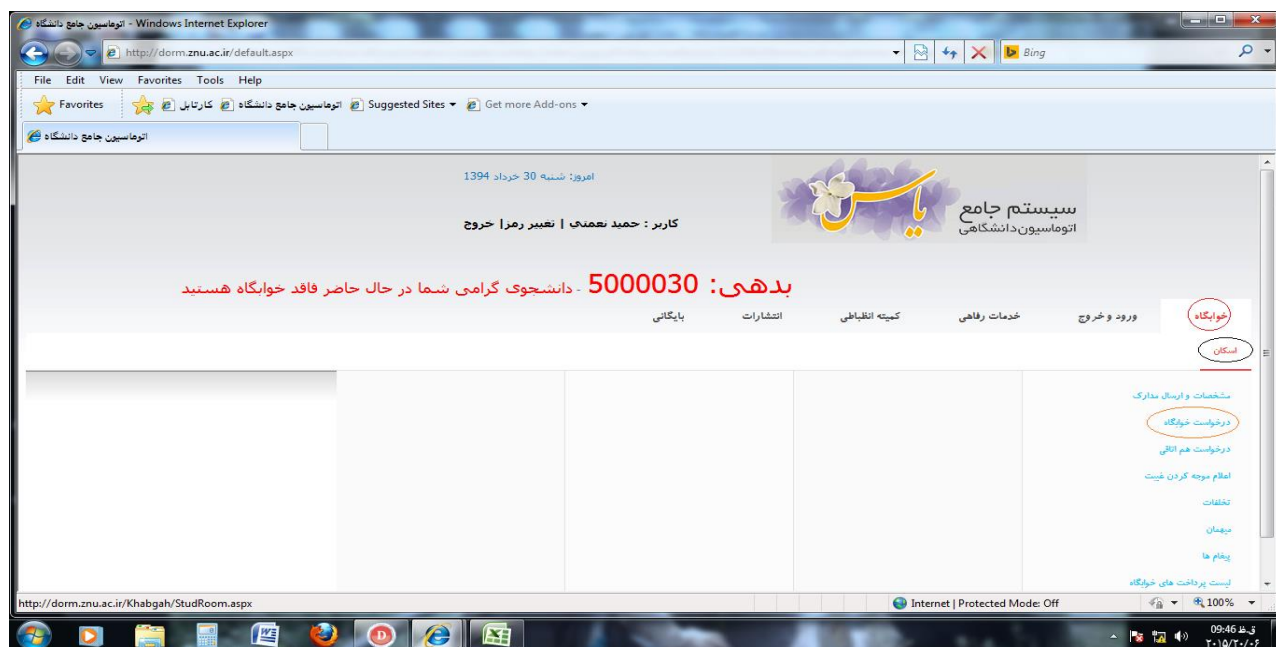 اتوماسیون جامع دانشگاه - Windows Internet Explorer
http://dorm.znu.ac.ir/default.aspx
Bing
File Edit View Favorites Tools Help
Favorites کارتابل اتوماسیون جامع دانشگاه Suggested Sites Get more Add-ons
اتوماسیون جامع دانشگاه
امروز: شنبه 30 خرداد 1394
یاس
سیستم جامع
اتوماسیون دانشگاهی
کاربر : حمید نعمتی | تغییر رمز| خروج
بدهی: 5000030 - دانشجوی گرامی شما در حال حاضر فاقد خوابگاه هستید
خوابگاه ورود و خروج خدمات رفاهی کمیته انظباطی انتشارات بایگانی
اسکان
مشخصات و ارسال مدارک
درخواست خوابگاه
درخواست هم اتاقی
اعلام موجه کردن غیبت
تخلفات
میهمان
پیغام ها
لیست پرداخت های خوابگاه
http://dorm.znu.ac.ir/Khabgah/StudRoom.aspx
Internet | Protected Mode: Off
100%
09:46 ق.ظ
۲۰۱۵/۲۰/۰۶